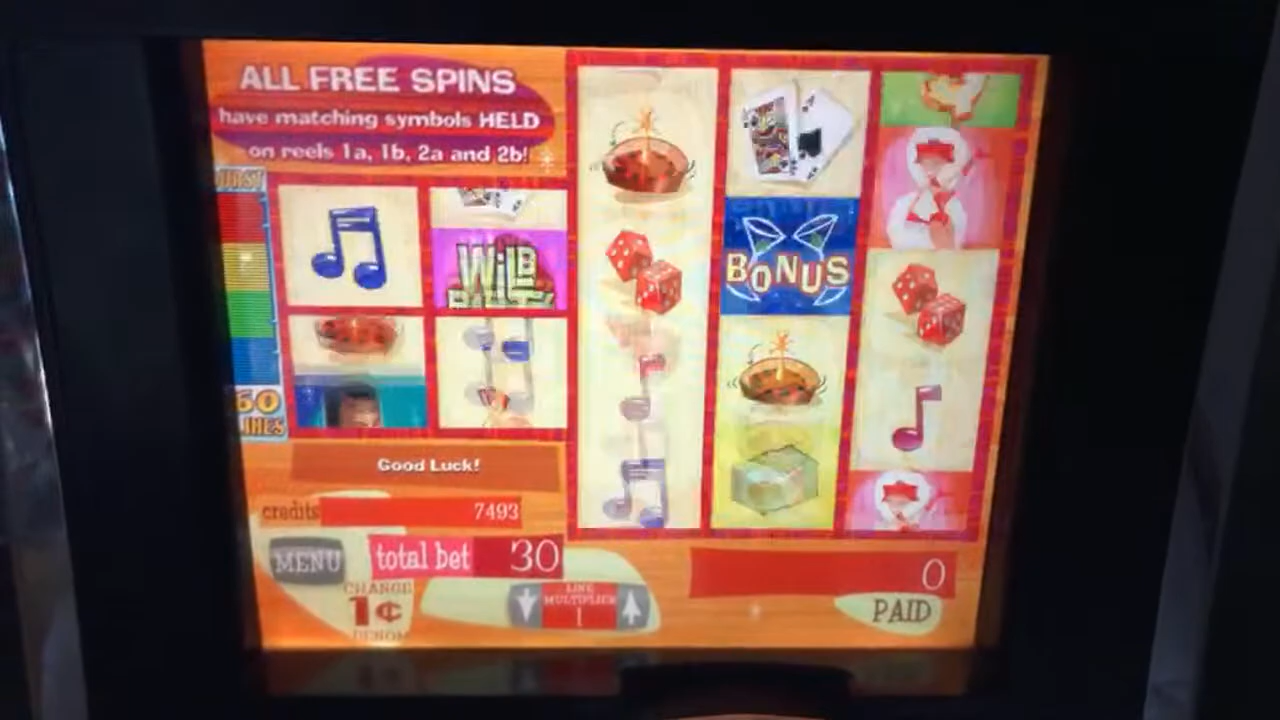 ALL FREE SPINS
have matching symbols HELD
on reels 1a, 1b, 2a and 2b!
WILD
BONUS
60
LINES
Good Luck!
credits 7493
MENU
total bet 30
CHANGE
1¢
DENOM
LINE
MULTIPLIER
1
0
PAID